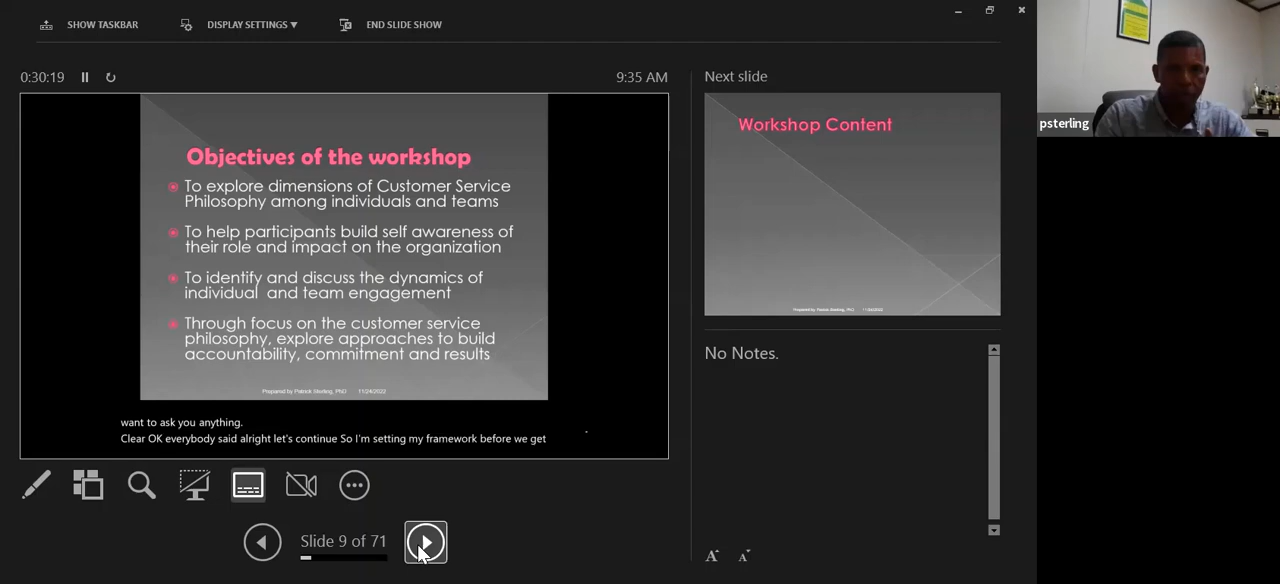 SHOW TASKBAR
DISPLAY SETTINGS
END SLIDE SHOW
0:30:19
9:35 AM
Objectives of the workshop
To explore dimensions of Customer Service
Philosophy among individuals and teams
To help participants build self awareness of
their role and impact on the organization
To identify and discuss the dynamics of
individual and team engagement
Through focus on the customer service
philosophy, explore approaches to build
accountability, commitment and results
Prepared by Patrick Sterling, PhD 11/24/2022
want to ask you anything.
Clear OK everybody said alright let's continue So I'm setting my framework before we get
Slide 9 of 71
Next slide
Workshop Content
Prepared by Patrick Sterling, PhD
No Notes.
A A
psterling